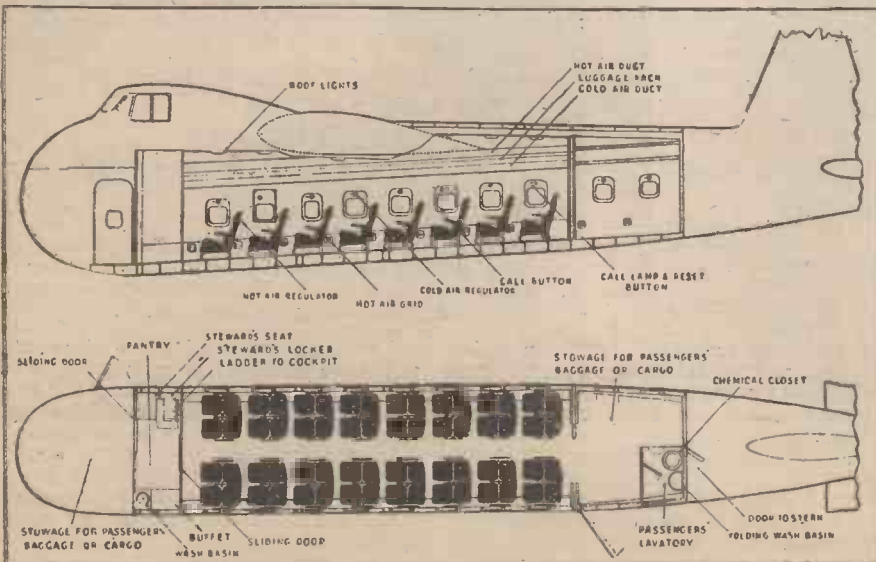 ROOF LIGHTS
HOT AIR DUCT
LUGGAGE RACK
COLD AIR DUCT
HOT AIR REGULATOR
HOT AIR GRID
COLD AIR REGULATOR
CALL BUTTON
CALL LAMP & RESET
BUTTON
SLIDING DOOR
PANTRY
STEWARD'S SEAT
STEWARD'S LOCKER
LADDER TO COCKPIT
STOWAGE FOR PASSENGERS'
BAGGAGE OR CARGO
CHEMICAL CLOSET
STOWAGE FOR PASSENGERS'
BAGGAGE OR CARGO
BUFFET
WASH BASIN
SLIDING DOOR
PASSENGERS'
LAVATORY
DOOR TO STERN
FOLDING WASH BASIN